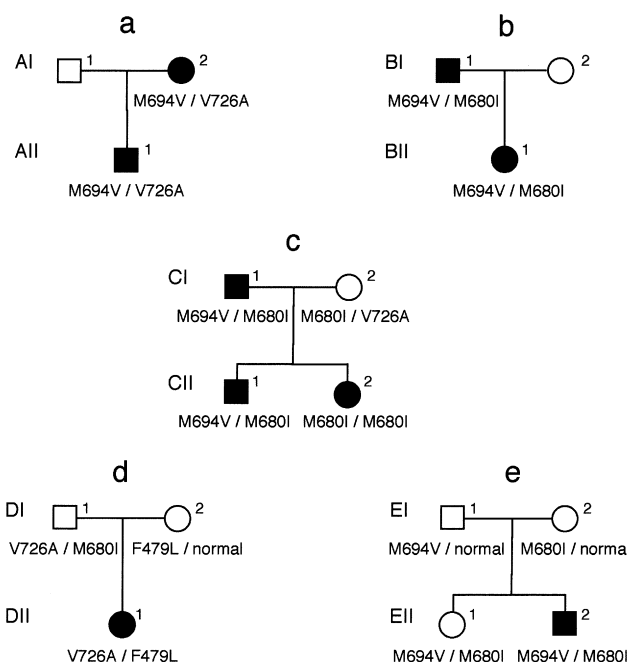 a
b
AI 1 2
M694V / V726A
AII 1
M694V / V726A
BI 1 2
M694V / M680I
BII 1
M694V / M680I
c
CI 1 2
M694V / M680I M680I / V726A
CII 1 2
M694V / M680I M680I / M680I
d
e
DI 1 2
V726A / M680I F479L / normal
DII 1
V726A / F479L
EI 1 2
M694V / normal M680I / norma
EII 1 2
M694V / M680I M694V / M680I